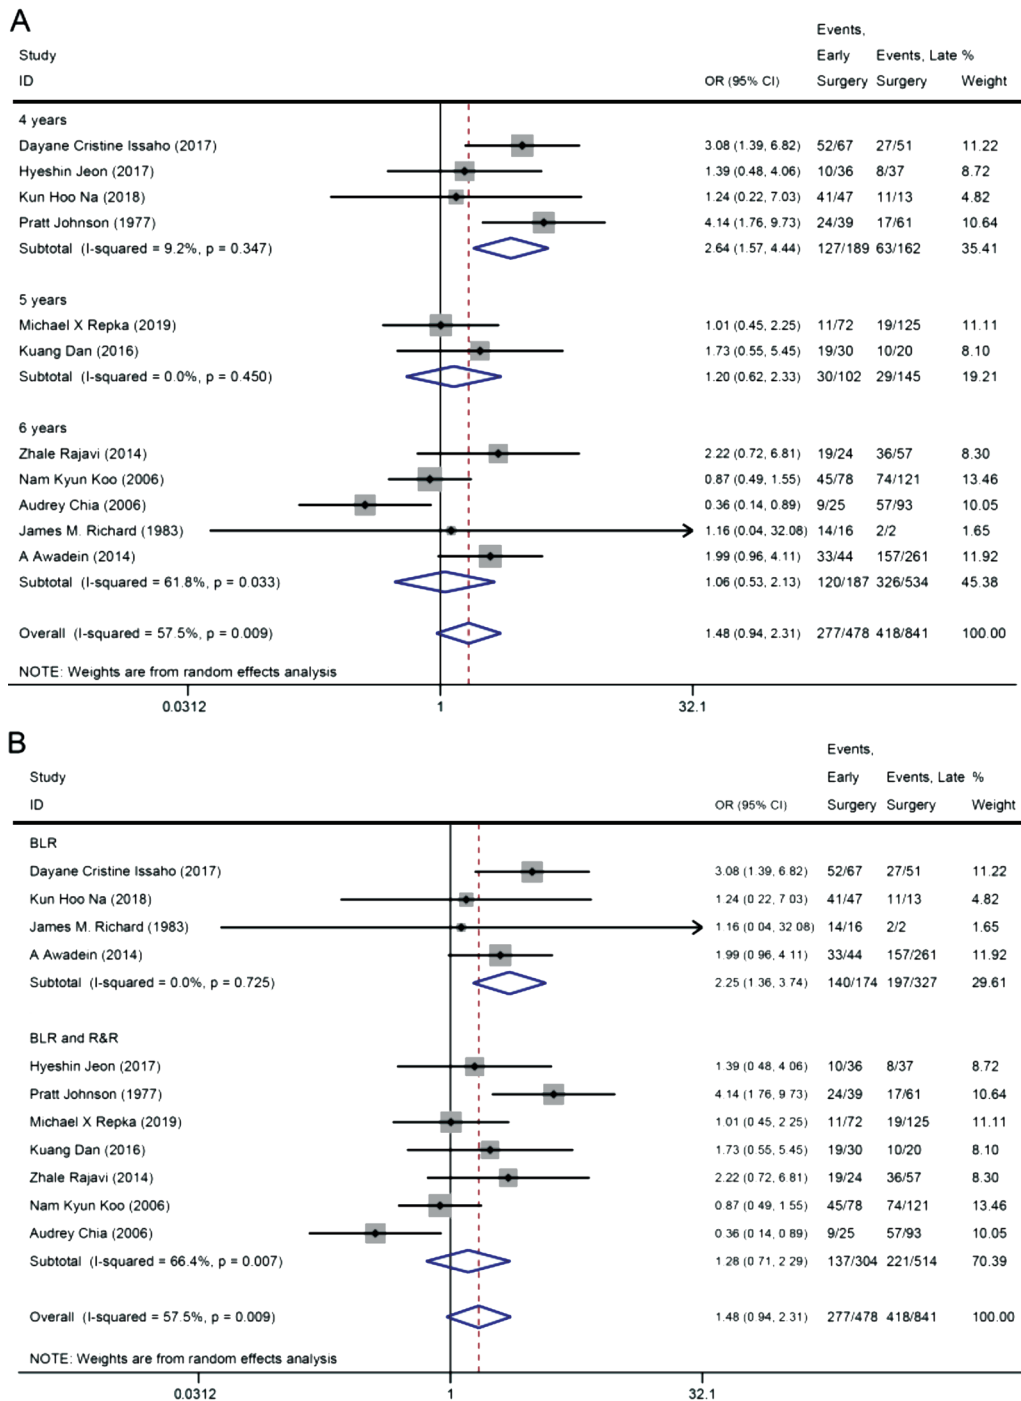 A
Events,
Study Early Events, Late %
ID OR (95% CI) Surgery Surgery Weight
4 years
Dayane Cristine Issaho (2017) 3.08 (1.39, 6.82) 52/67 27/51 11.22
Hyeshin Jeon (2017) 1.39 (0.48, 4.06) 10/36 8/37 8.72
Kun Hoo Na (2018) 1.24 (0.22, 7.03) 41/47 11/13 4.82
Pratt Johnson (1977) 4.14 (1.76, 9.73) 24/39 17/61 10.64
Subtotal (I-squared = 9.2%, p = 0.347) 2.64 (1.57, 4.44) 127/189 63/162 35.41
5 years
Michael X Repka (2019) 1.01 (0.45, 2.25) 11/72 19/125 11.11
Kuang Dan (2016) 1.73 (0.55, 5.45) 19/30 10/20 8.10
Subtotal (I-squared = 0.0%, p = 0.450) 1.20 (0.62, 2.33) 30/102 29/145 19.21
6 years
Zhale Rajavi (2014) 2.22 (0.72, 6.81) 19/24 36/57 8.30
Nam Kyun Koo (2006) 0.87 (0.49, 1.55) 45/78 74/121 13.46
Audrey Chia (2006) 0.36 (0.14, 0.89) 9/25 57/93 10.05
James M. Richard (1983) 1.16 (0.04, 32.08) 14/16 2/2 1.65
A Awadein (2014) 1.99 (0.96, 4.11) 33/44 157/261 11.92
Subtotal (I-squared = 61.8%, p = 0.033) 1.06 (0.53, 2.13) 120/187 326/534 45.38
Overall (I-squared = 57.5%, p = 0.009) 1.48 (0.94, 2.31) 277/478 418/841 100.00
NOTE: Weights are from random effects analysis
0.0312 1 32.1
B
Events,
Study Early Events, Late %
ID OR (95% CI) Surgery Surgery Weight
BLR
Dayane Cristine Issaho (2017) 3.08 (1.39, 6.82) 52/67 27/51 11.22
Kun Hoo Na (2018) 1.24 (0.22, 7.03) 41/47 11/13 4.82
James M. Richard (1983) 1.16 (0.04, 32.08) 14/16 2/2 1.65
A Awadein (2014) 1.99 (0.96, 4.11) 33/44 157/261 11.92
Subtotal (I-squared = 0.0%, p = 0.725) 2.25 (1.36, 3.74) 140/174 197/327 29.61
BLR and R&R
Hyeshin Jeon (2017) 1.39 (0.48, 4.06) 10/36 8/37 8.72
Pratt Johnson (1977) 4.14 (1.76, 9.73) 24/39 17/61 10.64
Michael X Repka (2019) 1.01 (0.45, 2.25) 11/72 19/125 11.11
Kuang Dan (2016) 1.73 (0.55, 5.45) 19/30 10/20 8.10
Zhale Rajavi (2014) 2.22 (0.72, 6.81) 19/24 36/57 8.30
Nam Kyun Koo (2006) 0.87 (0.49, 1.55) 45/78 74/121 13.46
Audrey Chia (2006) 0.36 (0.14, 0.89) 9/25 57/93 10.05
Subtotal (I-squared = 66.4%, p = 0.007) 1.28 (0.71, 2.29) 137/304 221/514 70.39
Overall (I-squared = 57.5%, p = 0.009) 1.48 (0.94, 2.31) 277/478 418/841 100.00
NOTE: Weights are from random effects analysis
0.0312 1 32.1